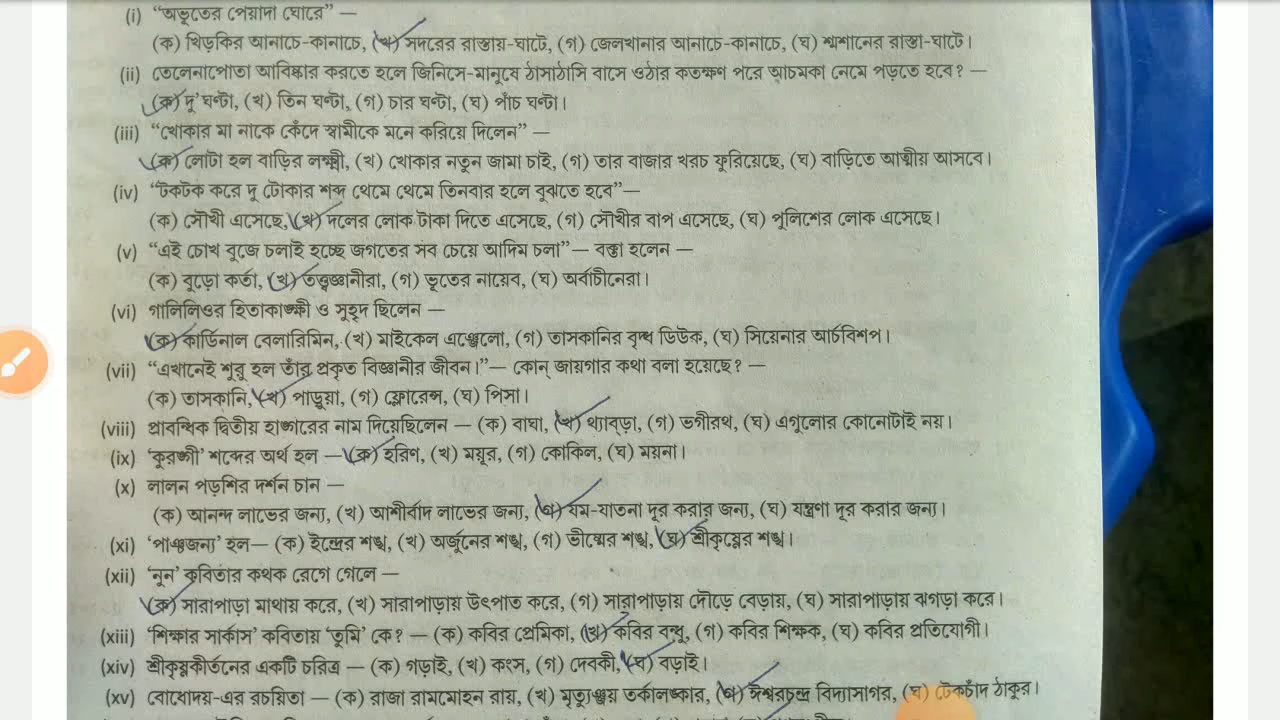 (i) “অভূতের পেয়াদা ঘোরে” —
(ক) খিড়কির আনাচে-কানাচে, (খ) সদরের রাস্তায়-ঘাটে, (গ) জেলখানার আনাচে-কানাচে, (ঘ) শ্মশানের রাস্তা-ঘাটে।
(ii) তেলেনাপোতা আবিষ্কার করতে হলে জিনিসে-মানুষে ঠাসাঠাসি বাসে ওঠার কতক্ষণ পরে আচমকা নেমে পড়তে হবে? —
(ক) দু’ঘণ্টা, (খ) তিন ঘণ্টা, (গ) চার ঘণ্টা, (ঘ) পাঁচ ঘণ্টা।
(iii) “খোকার মা নাকে কেঁদে স্বামীকে মনে করিয়ে দিলেন” —
(ক) লোটা হল বাড়ির লক্ষ্মী, (খ) খোকার নতুন জামা চাই, (গ) তার বাজার খরচ ফুরিয়েছে, (ঘ) বাড়িতে আত্মীয় আসবে।
(iv) “টকটক করে দু টোকার শব্দ থেমে থেমে তিনবার হলে বুঝতে হবে”—
(ক) সৌখী এসেছে, (খ) দলের লোক টাকা দিতে এসেছে, (গ) সৌখীর বাপ এসেছে, (ঘ) পুলিশের লোক এসেছে।
(v) “এই চোখ বুজে চলাই হচ্ছে জগতের সব চেয়ে আদিম চলা”— বক্তা হলেন —
(ক) বুড়ো কর্তা, (খ) তত্ত্বজ্ঞানীরা, (গ) ভূতের নায়েব, (ঘ) অর্বাচীনেরা।
(vi) গালিলিওর হিতাকাঙ্ক্ষী ও সুহৃদ ছিলেন —
(ক) কার্ডিনাল বেলারিমিন, (খ) মাইকেল এঞ্জেলো, (গ) তাসকানির বৃদ্ধ ডিউক, (ঘ) সিয়েনার আর্চবিশপ।
(vii) “এখানেই শুরু হল তাঁর প্রকৃত বিজ্ঞানীর জীবন।”— কোন্ জায়গার কথা বলা হয়েছে? —
(ক) তাসকানি, (খ) পাড়ুয়া, (গ) ফ্লোরেন্স, (ঘ) পিসা।
(viii) প্রাবন্ধিক দ্বিতীয় হাঙ্গরের নাম দিয়েছিলেন — (ক) বাঘা, (খ) থ্যাবড়া, (গ) ভগীরথ, (ঘ) এগুলোর কোনোটাই নয়।
(ix) ‘কুরঙ্গী’ শব্দের অর্থ হল — (ক) হরিণ, (খ) ময়ূর, (গ) কোকিল, (ঘ) ময়না।
(x) লালন পড়শির দর্শন চান —
(ক) আনন্দ লাভের জন্য, (খ) আশীর্বাদ লাভের জন্য, (গ) যম-যাতনা দূর করার জন্য, (ঘ) যন্ত্রণা দূর করার জন্য।
(xi) ‘পাঞ্চজন্য’ হল— (ক) ইন্দ্রের শঙ্খ, (খ) অর্জুনের শঙ্খ, (গ) ভীষ্মের শঙ্খ, (ঘ) শ্রীকৃষ্ণের শঙ্খ।
(xii) ‘নুন’ কবিতার কথক রেগে গেলে —
(ক) সারাপাড়া মাথায় করে, (খ) সারাপাড়ায় উৎপাত করে, (গ) সারাপাড়ায় দৌড়ে বেড়ায়, (ঘ) সারাপাড়ায় ঝগড়া করে।
(xiii) ‘শিক্ষার সার্কাস’ কবিতায় ‘তুমি’ কে? — (ক) কবির প্রেমিকা, (খ) কবির বন্ধু, (গ) কবির শিক্ষক, (ঘ) কবির প্রতিযোগী।
(xiv) শ্রীকৃষ্ণকীর্তনের একটি চরিত্র — (ক) গড়াই, (খ) কংস, (গ) দেবকী, (ঘ) বড়াই।
(xv) বোধোদয়-এর রচয়িতা — (ক) রাজা রামমোহন রায়, (খ) মৃত্যুঞ্জয় তর্কালঙ্কার, (গ) ঈশ্বরচন্দ্র বিদ্যাসাগর, (ঘ) টেকচাঁদ ঠাকুর।